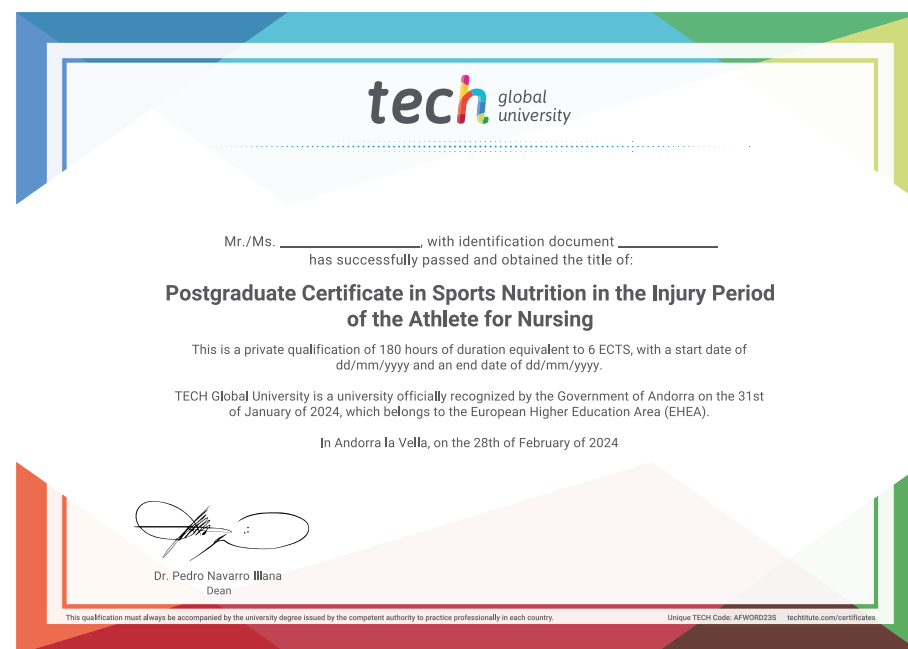 tech global
university
Mr./Ms. ____________________, with identification document ______________
has successfully passed and obtained the title of:
Postgraduate Certificate in Sports Nutrition in the Injury Period
of the Athlete for Nursing
This is a private qualification of 180 hours of duration equivalent to 6 ECTS, with a start date of
dd/mm/yyyy and an end date of dd/mm/yyyy.
TECH Global University is a university officially recognized by the Government of Andorra on the 31st
of January of 2024, which belongs to the European Higher Education Area (EHEA).
In Andorra la Vella, on the 28th of February of 2024
Dr. Pedro Navarro Illana
Dean
This qualification must always be accompanied by the university degree issued by the competent authority to practice professionally in each country. Unique TECH Code: AFWORD23S techtitute.com/certificates